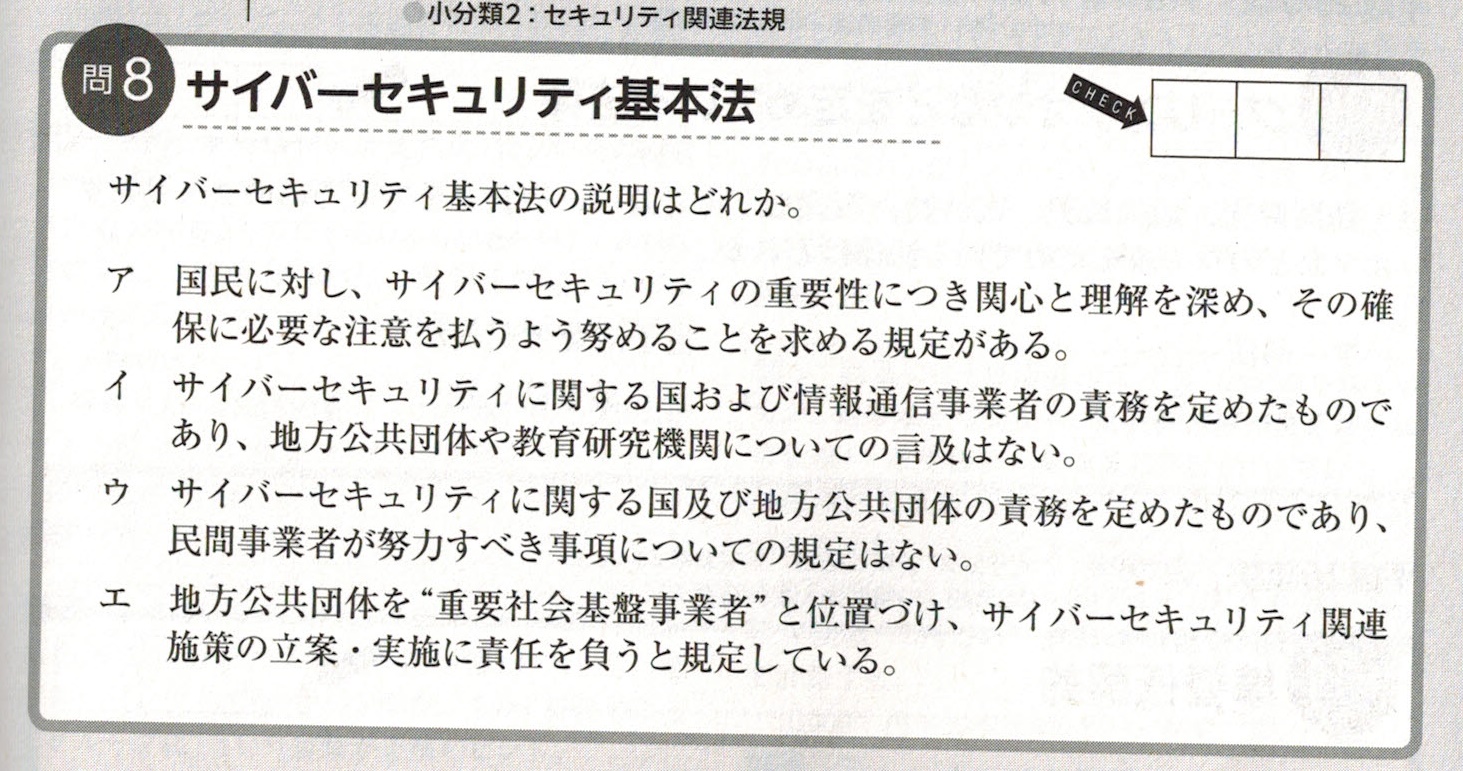 ●小分類2：セキュリティ関連法規
問8 サイバーセキュリティ基本法
CHECK
サイバーセキュリティ基本法の説明はどれか。
ア　国民に対し、サイバーセキュリティの重要性につき関心と理解を深め、その確
保に必要な注意を払うよう努めることを求める規定がある。
イ　サイバーセキュリティに関する国および情報通信事業者の責務を定めたもので
あり、地方公共団体や教育研究機関についての言及はない。
ウ　サイバーセキュリティに関する国及び地方公共団体の責務を定めたものであり、
民間事業者が努力すべき事項についての規定はない。
エ　地方公共団体を“重要社会基盤事業者”と位置づけ、サイバーセキュリティ関連
施策の立案・実施に責任を負うと規定している。